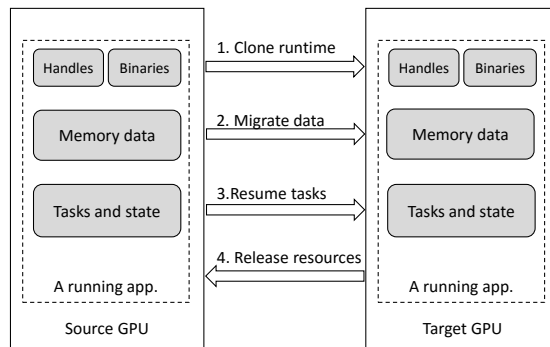 1. Clone runtime
Handles
Binaries
Handles
Binaries
2. Migrate data
Memory data
Memory data
3.Resume tasks
Tasks and state
Tasks and state
4. Release resources
A running app.
A running app.
Source GPU
Target GPU